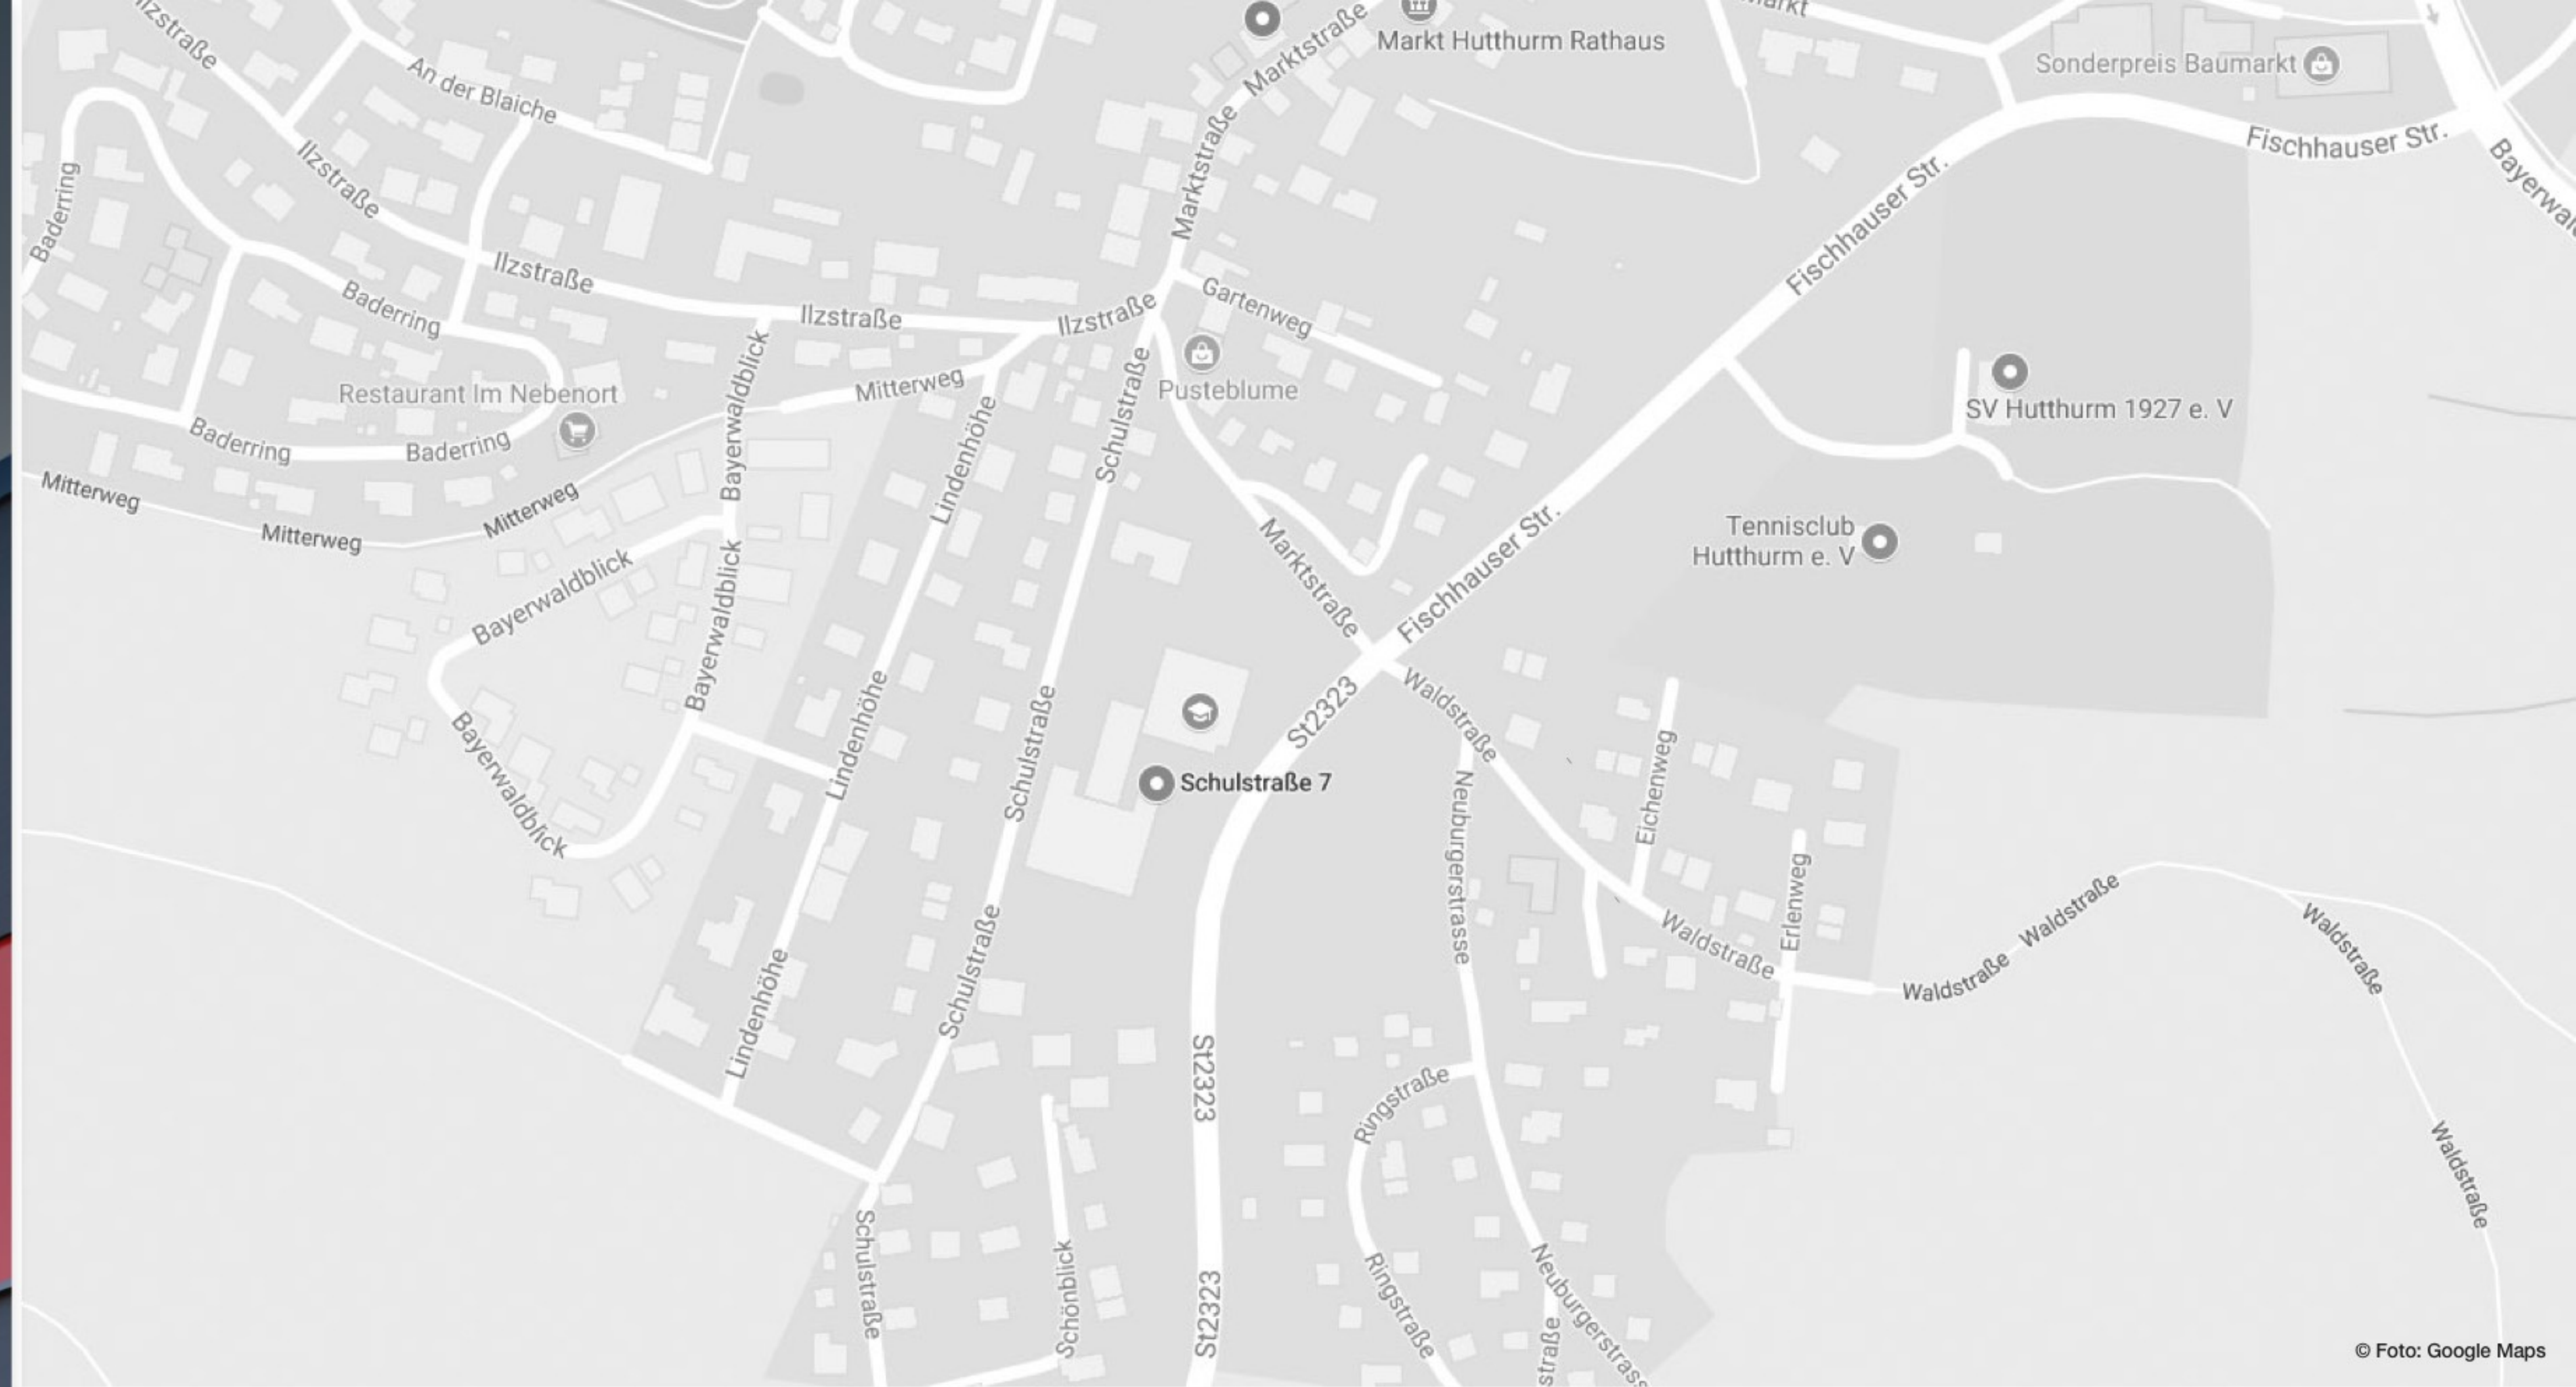 Ilzstraße
An der Blaiche
Marktstraße
Markt Hutthurm Rathaus
Sonderpreis Baumarkt
Fischhauser Str.
Baderring
Ilzstraße
Marktstraße
Fischhauser Str.
Ilzstraße
Baderring
Ilzstraße
Ilzstraße
Gartenweg
Restaurant Im Nebenort
Mitterweg
Bayerwaldblick
Schulstraße
Pusteblume
SV Hutthurm 1927 e. V
Baderring
Baderring
Mitterweg
Mitterweg
Mitterweg
Lindenhöhe
Fischhauser Str.
Tennisclub
Hutthurm e. V
Marktstraße
Bayerwaldblick
Bayerwaldblick
Bayerwaldblick
Lindenhöhe
Schulstraße
St2323
Waldstraße
Schulstraße 7
Neuburgerstrasse
Eichenweg
Erlenweg
Waldstraße
Waldstraße
Waldstraße
Waldstraße
Lindenhöhe
Schulstraße
St2323
Ringstraße
Waldstraße
Schulstraße
Schönblick
St2323
Ringstraße
© Foto: Google Maps